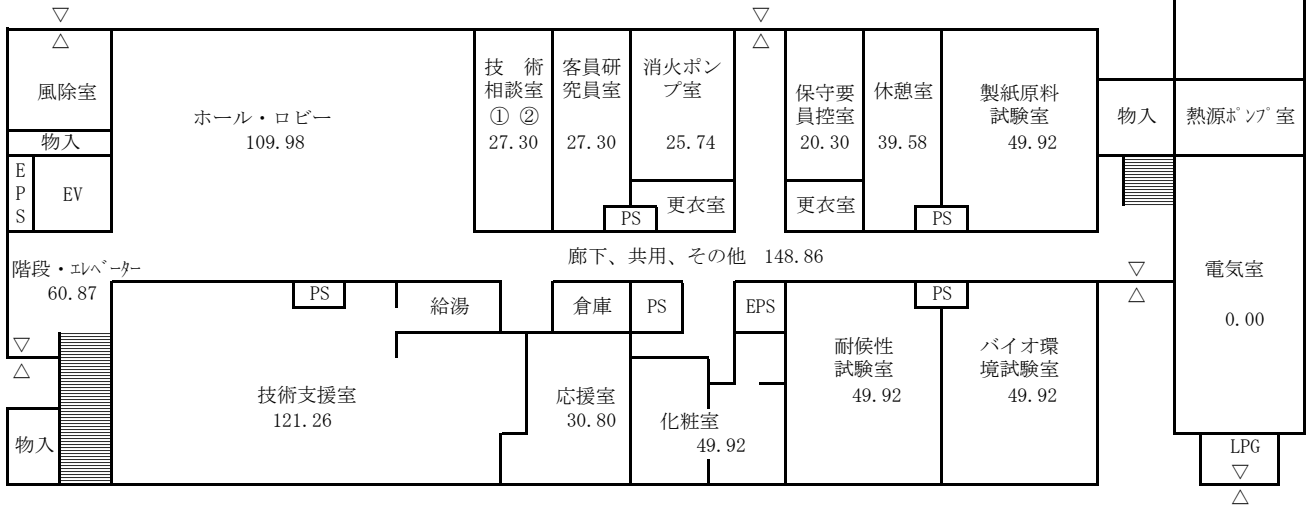 ▽
△
風除室
物入
EPS
EV
階段・ｴﾚﾍﾞｰﾀｰ
60.87
▽
△
物入
ホール・ロビー
109.98
技　術
相談室
① ②
27.30
客員研
究員室
27.30
消火ポン
プ室
25.74
更衣室
PS
▽
△
保守要
員控室
20.30
更衣室
休憩室
39.58
製紙原料
試験室
49.92
PS
物入
熱源ﾎﾟﾝﾌﾟ室
廊下、共用、その他　148.86
PS
給湯
倉庫
PS
EPS
PS
▽
△
電気室
0.00
技術支援室
121.26
応援室
30.80
化粧室
49.92
耐候性
試験室
49.92
バイオ環
境試験室
49.92
LPG
▽
△